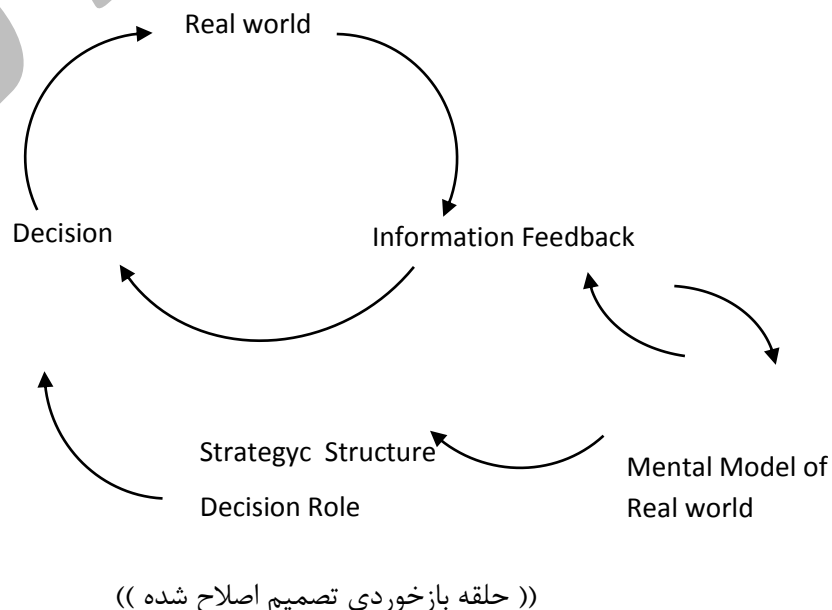 Real world
Decision
Information Feedback
Strategyc Structure
Decision Role
Mental Model of
Real world
(( حلقه بازخوردی تصمیم اصلاح شده ))